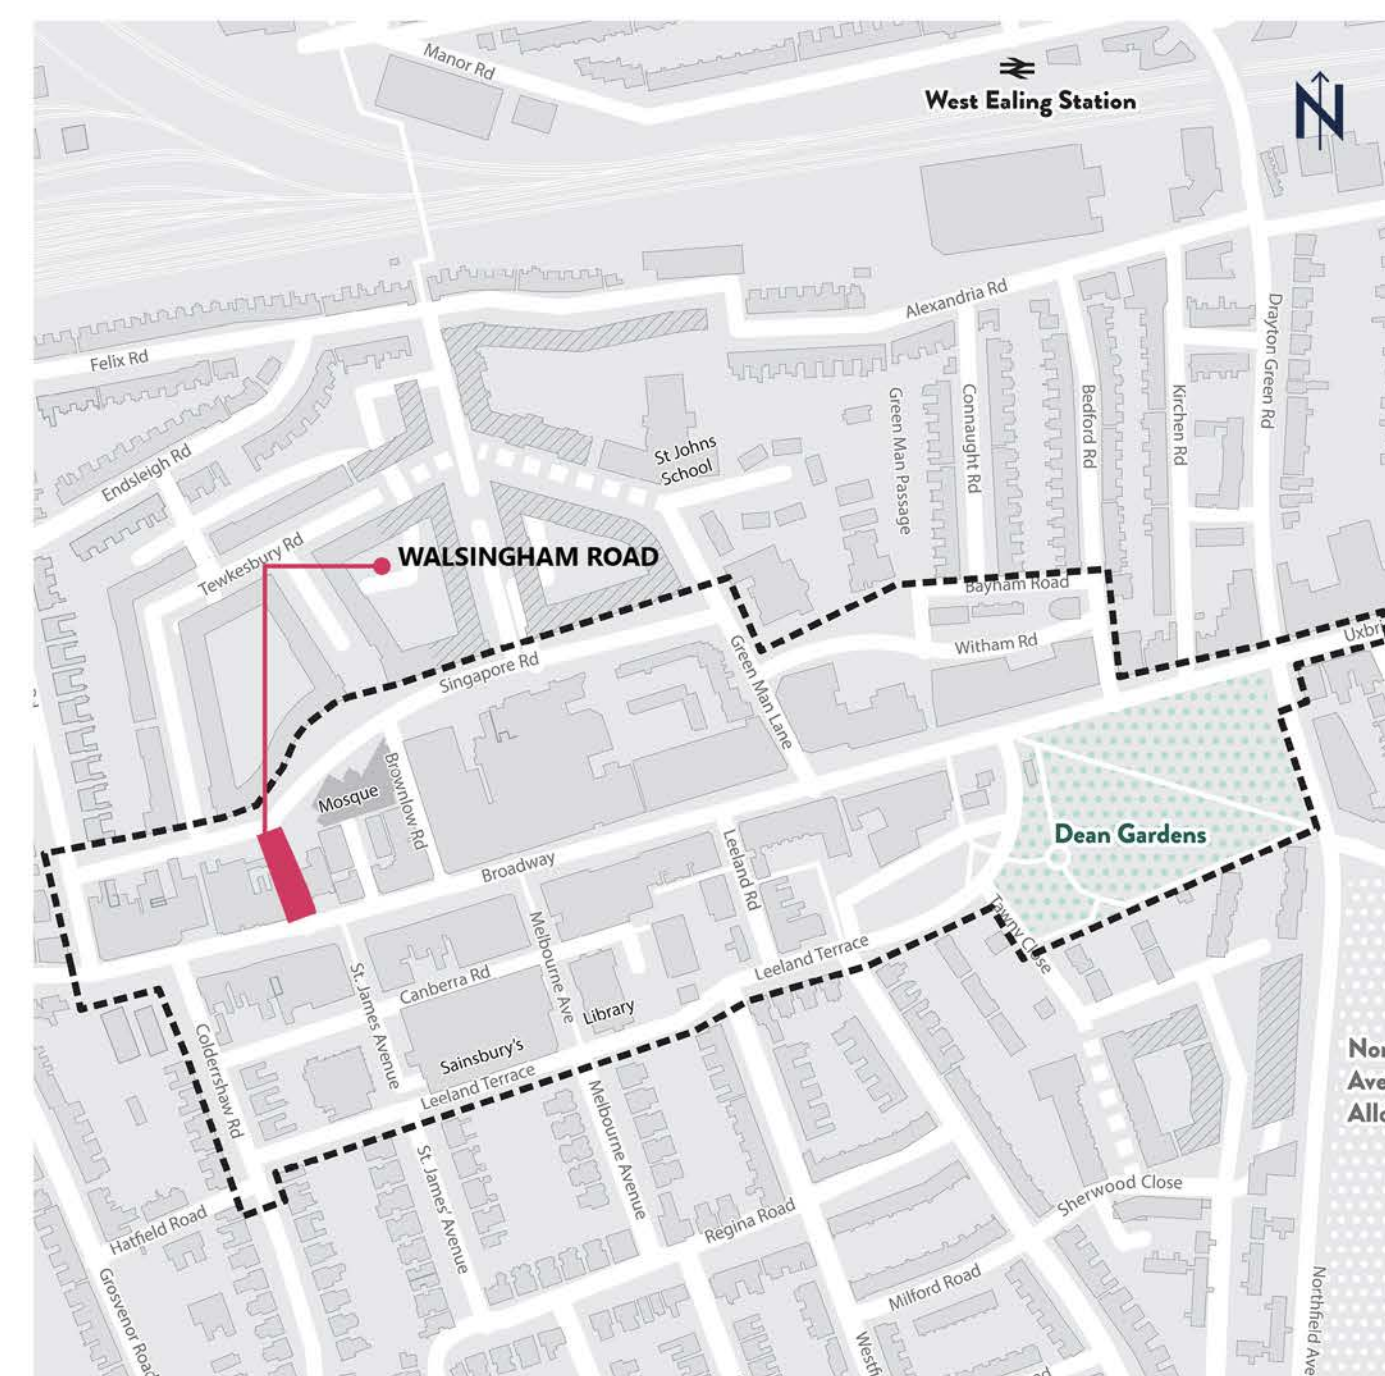 Manor Rd
West Ealing Station
N
Felix Rd
Alexandria Rd
Drayton Green Rd
Endsleigh Rd
St Johns
School
Green Man Passage
Connaught Rd
Bedford Rd
Kirchen Rd
Tewkesbury Rd
WALSINGHAM ROAD
Bayham Road
Witham Rd
Singapore Rd
Green Man Lane
Mosque
Brownlow Rd
Dean Gardens
Broadway
Leeland Rd
Tawny Close
Melbourne Ave
Leeland Terrace
St. James Avenue
Canberra Rd
Library
Colderrshaw Rd
Sainsbury's
Leeland Terrace
Melbourne Avenue
St. James' Avenue
Hatfield Road
Regina Road
Sherwood Close
Milford Road
Grosvenor Road
Northfield Ave